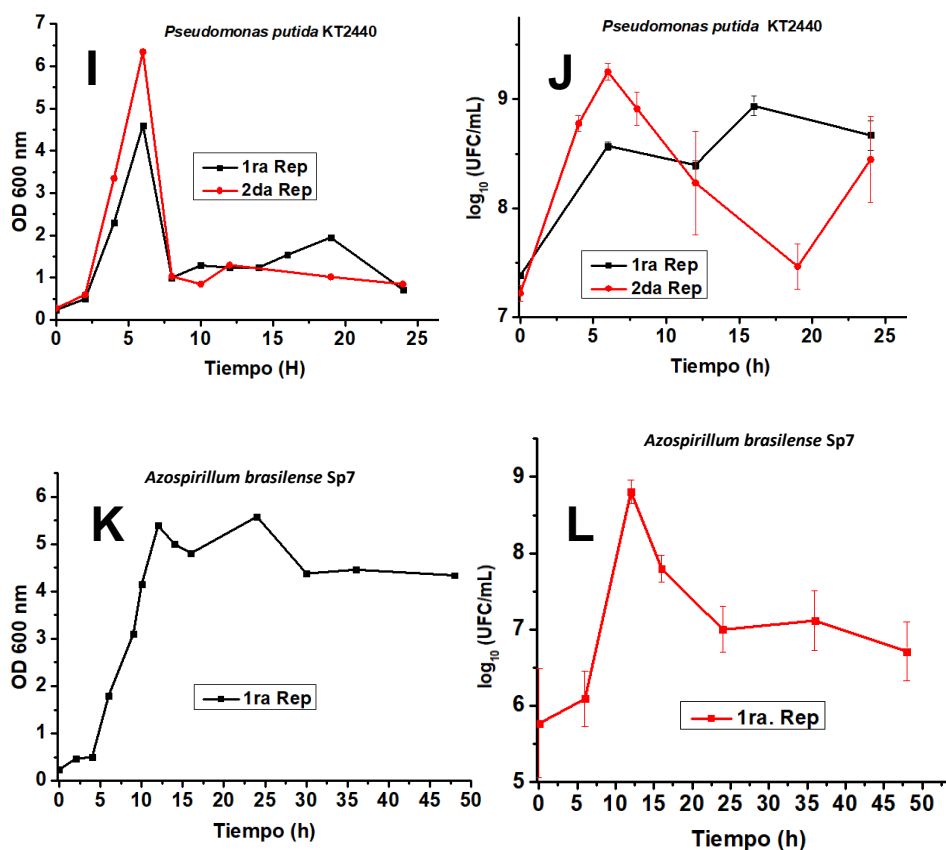 Pseudomonas putida KT2440
I
OD 600 nm
7
6
5
4
3
2
1
0
1ra Rep
2da Rep
0 5 10 15 20 25
Tiempo (H)
Pseudomonas putida KT2440
J
log10 (UFC/mL)
9
8
7
1ra Rep
2da Rep
0 5 10 15 20 25
Tiempo (h)
Azospirillum brasilense Sp7
K
OD 600 nm
6
5
4
3
2
1
0
1ra Rep
0 5 10 15 20 25 30 35 40 45 50
Tiempo (h)
Azospirillum brasilense Sp7
L
log10 (UFC/mL)
9
8
7
6
5
1ra. Rep
0 5 10 15 20 25 30 35 40 45 50
Tiempo (h)